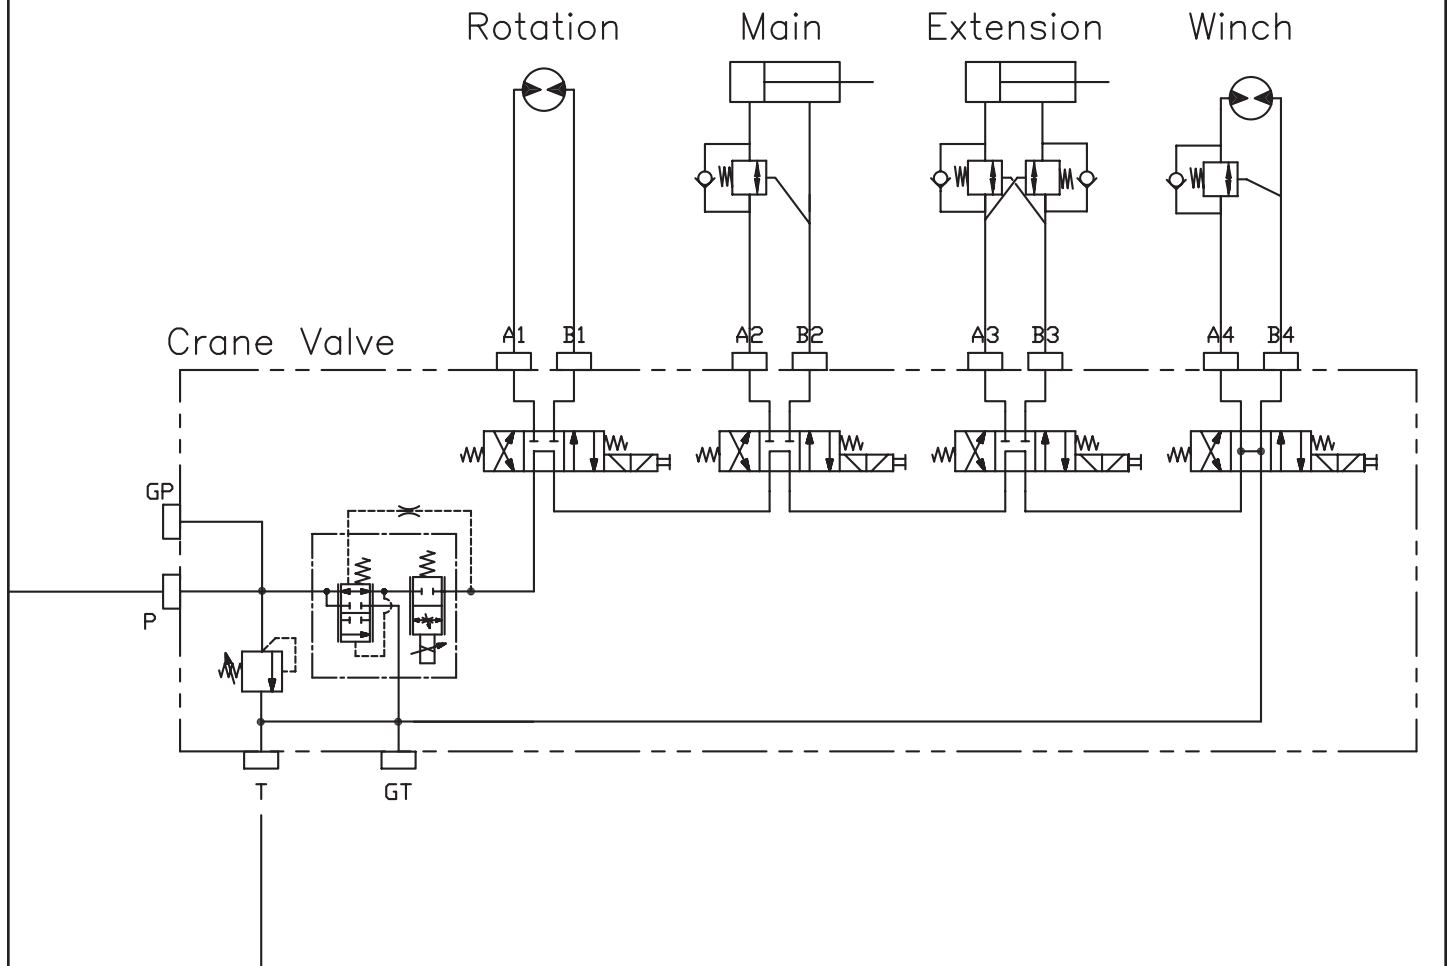 Rotation Main Extension Winch
A1 B1 A2 B2 A3 B3 A4 B4
Crane Valve
GP
P
T GT